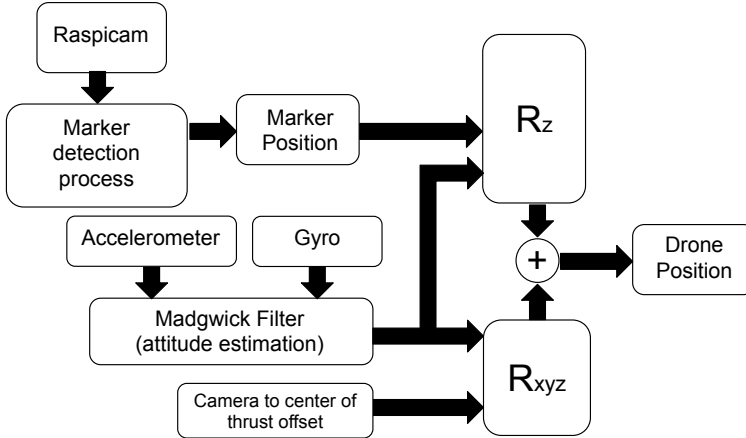 Raspicam
Marker
detection
process
Marker
Position
Rz
Accelerometer
Gyro
+
Drone
Position
Madgwick Filter
(attitude estimation)
Rxyz
Camera to center of
thrust offset